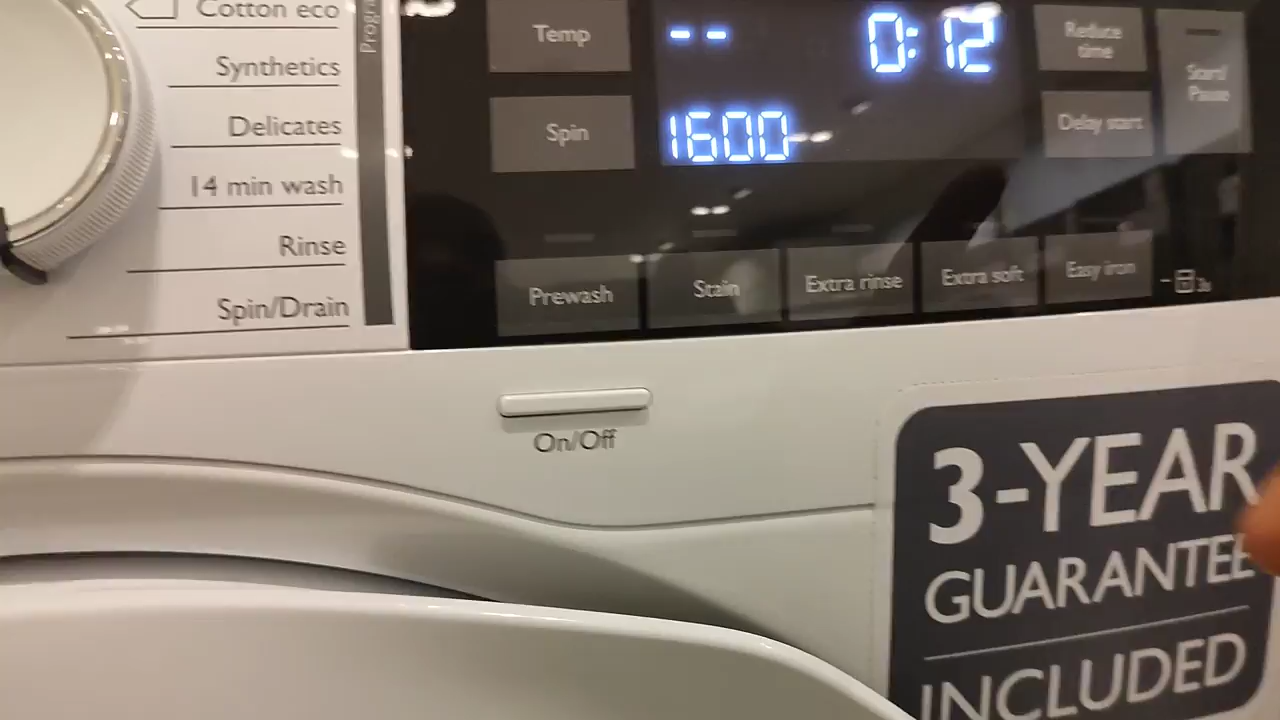 Cotton eco
Synthetics
Delicates
14 min wash
Rinse
Spin/Drain
Temp
--
0:12
Reduce
time
Start/
Pause
Spin
1600
Delay start
Prewash
Stain
Extra rinse
Extra soft
Easy iron
On/Off
3-YEAR
GUARANTEE
INCLUDED